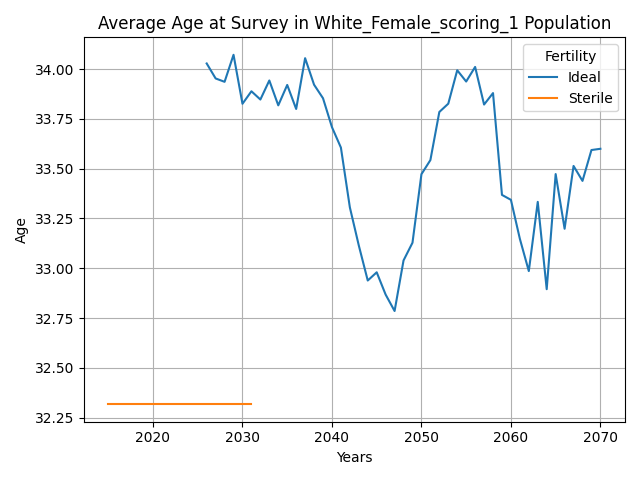 Average Age at Survey in White_Female_scoring_1 Population
Fertility
Ideal
Sterile
Age
34.00
33.75
33.50
33.25
33.00
32.75
32.50
32.25
2020 2030 2040 2050 2060 2070
Years